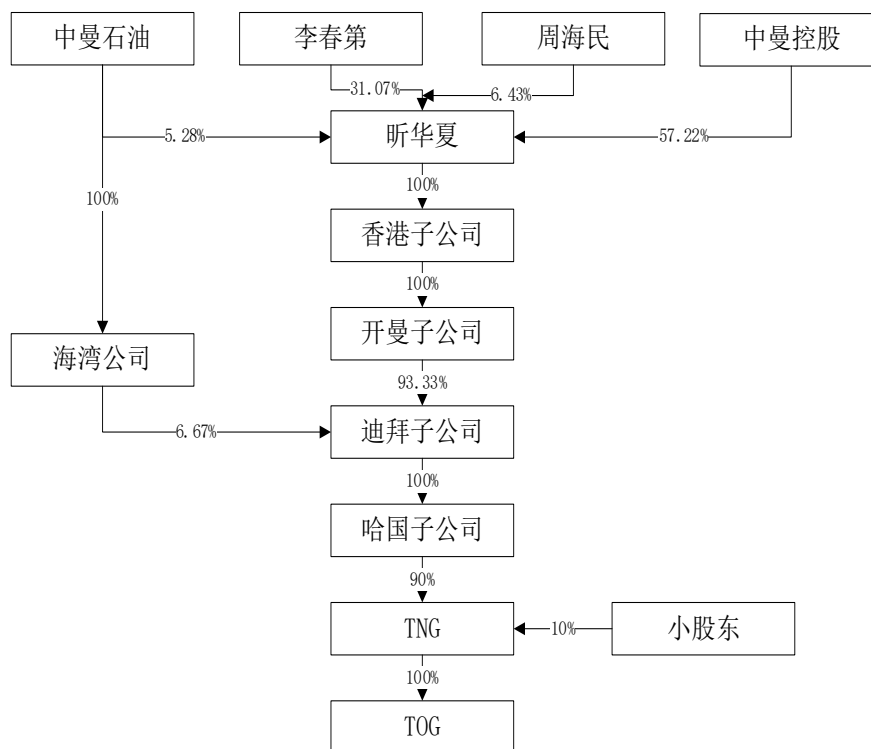 中曼石油
李春第
周海民
中曼控股
31.07%
6.43%
5.28%
昕华夏
57.22%
100%
100%
香港子公司
100%
开曼子公司
海湾公司
93.33%
6.67%
迪拜子公司
100%
哈国子公司
90%
TNG
10%
小股东
100%
TOG